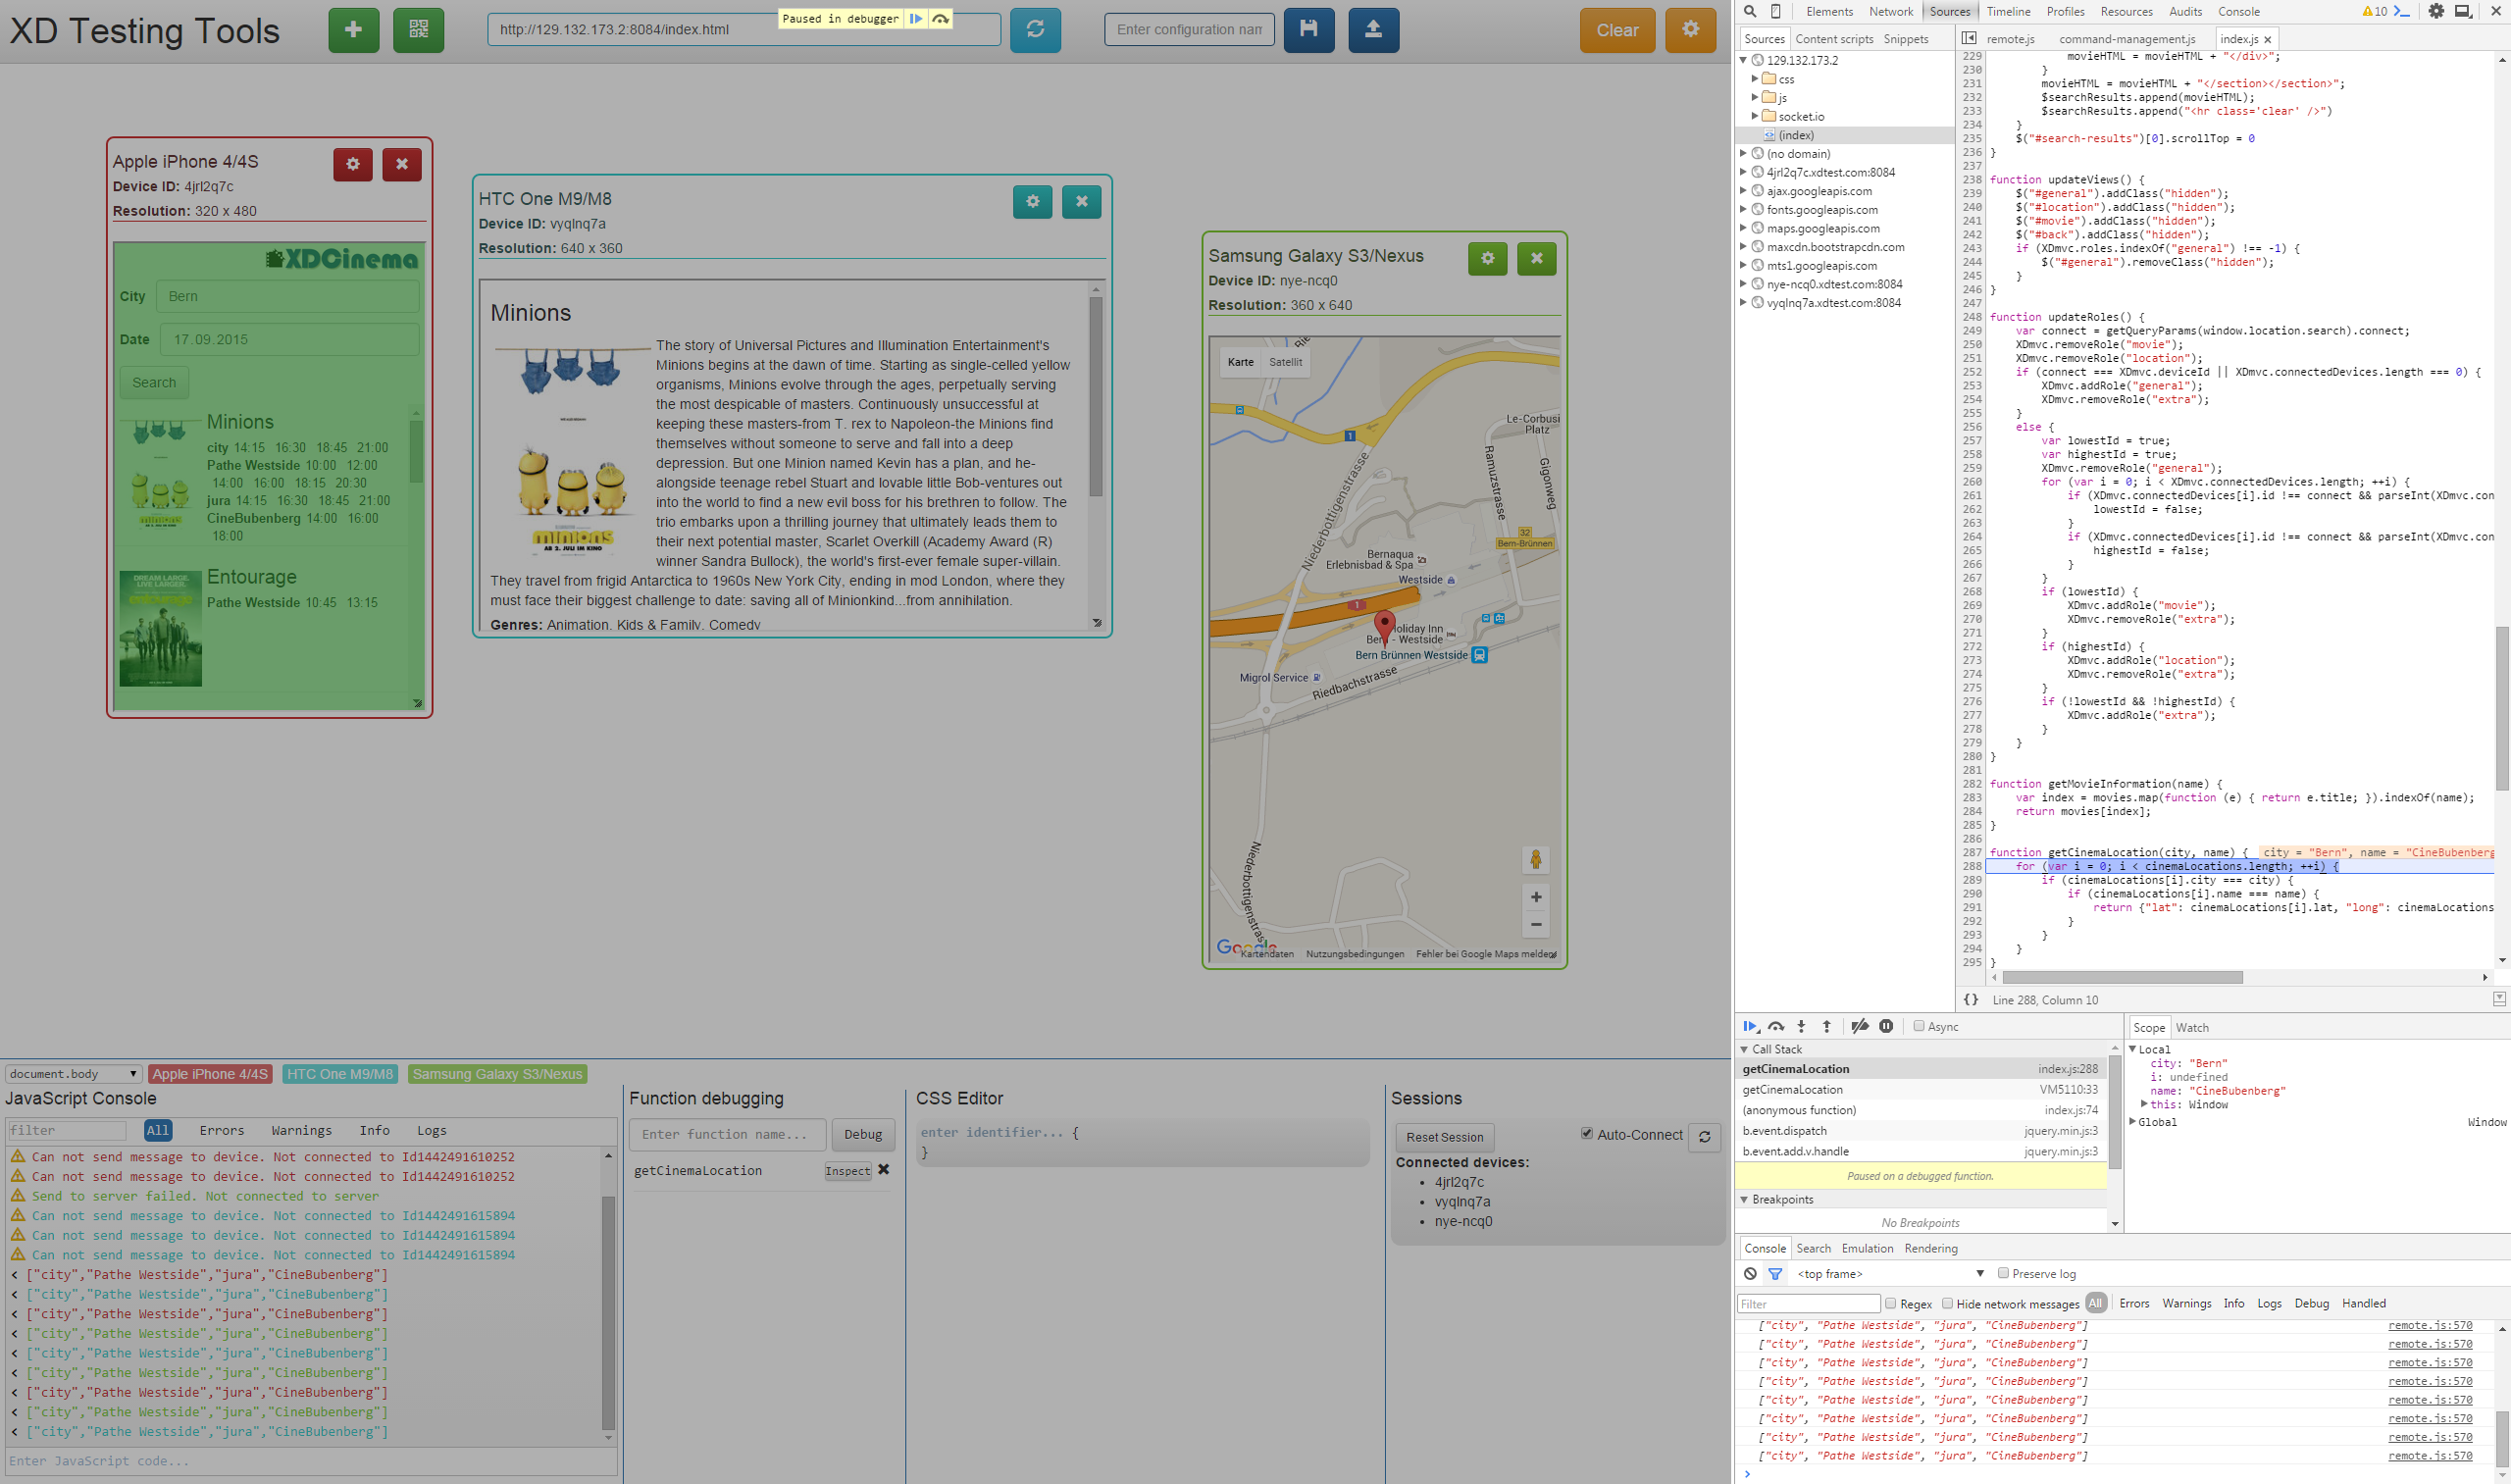 XD Testing Tools
http://129.132.173.2:8084/index.html
Paused in debugger
Enter configuration nam
Clear
Apple iPhone 4/4S
Device ID: 4jrl2q7c
Resolution: 320 x 480
XDCinema
City
Bern
Date
17.09.2015
Search
Minions
city 14:15 16:30 18:45 21:00
Pathe Westside 10:00 12:00
14:00 16:00 18:15 20:30
jura 14:15 16:30 18:45 21:00
CineBubenberg 14:00 16:00
18:00
DREAM LARGE.
LIVE LARGER.
Entourage
Pathe Westside 10:45 13:15
HTC One M9/M8
Device ID: vyqlnq7a
Resolution: 640 x 360
Minions
The story of Universal Pictures and Illumination Entertainment's
Minions begins at the dawn of time. Starting as single-celled yellow
organisms, Minions evolve through the ages, perpetually serving
the most despicable of masters. Continuously unsuccessful at
keeping these masters-from T. rex to Napoleon-the Minions find
themselves without someone to serve and fall into a deep
depression. But one Minion named Kevin has a plan, and he-
alongside teenage rebel Stuart and lovable little Bob-ventures out
into the world to find a new evil boss for his brethren to follow. The
trio embarks upon a thrilling journey that ultimately leads them to
their next potential master, Scarlet Overkill (Academy Award (R)
winner Sandra Bullock), the world's first-ever female super-villain.
They travel from frigid Antarctica to 1960s New York City, ending in mod London, where they
must face their biggest challenge to date: saving all of Minionkind...from annihilation.
Genres: Animation, Kids & Family, Comedy
minions
AB 2. JULI IM KINO
Samsung Galaxy S3/Nexus
Device ID: nye-ncq0
Resolution: 360 x 640
Karte
Satellit
Le-Corbusi
Platz
Ramuzstrasse
Gigonweg
Niederbottigenstrasse
1
32
Bern-Brünnen
Bernaqua
Erlebnisbad & Spa
Westside
1
Holiday Inn
Bern - Westside
Bern Brünnen Westside
Migrol Service
Riedbachstrasse
Niederbottigenstras
Google
Kartendaten
Nutzungsbedingungen
Fehler bei Google Maps melden
document.body
Apple iPhone 4/4S
HTC One M9/M8
Samsung Galaxy S3/Nexus
JavaScript Console
filter
All
Errors
Warnings
Info
Logs
Can not send message to device. Not connected to Id1442491610252
Can not send message to device. Not connected to Id1442491610252
Send to server failed. Not connected to server
Can not send message to device. Not connected to Id1442491615894
Can not send message to device. Not connected to Id1442491615894
Can not send message to device. Not connected to Id1442491615894
< ["city","Pathe Westside","jura","CineBubenberg"]
< ["city","Pathe Westside","jura","CineBubenberg"]
< ["city","Pathe Westside","jura","CineBubenberg"]
< ["city","Pathe Westside","jura","CineBubenberg"]
< ["city","Pathe Westside","jura","CineBubenberg"]
< ["city","Pathe Westside","jura","CineBubenberg"]
< ["city","Pathe Westside","jura","CineBubenberg"]
< ["city","Pathe Westside","jura","CineBubenberg"]
< ["city","Pathe Westside","jura","CineBubenberg"]
Enter JavaScript code...
Function debugging
Enter function name...
Debug
getCinemaLocation
Inspect
CSS Editor
enter identifier... {
}
Sessions
Reset Session
Auto-Connect
Connected devices:
4jrl2q7c
vyqlnq7a
nye-ncq0
Elements Network Sources Timeline Profiles Resources Audits Console
10
Sources Content scripts Snippets
129.132.173.2
css
js
socket.io
(index)
(no domain)
4jrl2q7c.xdtest.com:8084
ajax.googleapis.com
fonts.googleapis.com
maps.googleapis.com
maxcdn.bootstrapcdn.com
mts1.googleapis.com
nye-ncq0.xdtest.com:8084
vyqlnq7a.xdtest.com:8084
remote.js command-management.js index.js
229 movieHTML = movieHTML + "</div>";
230 }
231 movieHTML = movieHTML + "</section></section>";
232 $searchResults.append(movieHTML);
233 $searchResults.append("<hr class='clear' />")
234 }
235 $("#search-results")[0].scrollTop = 0
236 }
237
238 function updateViews() {
239 $("#general").addClass("hidden");
240 $("#location").addClass("hidden");
241 $("#movie").addClass("hidden");
242 $("#back").addClass("hidden");
243 if (XDmvc.roles.indexOf("general") !== -1) {
244 $("#general").removeClass("hidden");
245 }
246 }
247
248 function updateRoles() {
249 var connect = getQueryParams(window.location.search).connect;
250 XDmvc.removeRole("movie");
251 XDmvc.removeRole("location");
252 if (connect === XDmvc.deviceId || XDmvc.connectedDevices.length === 0) {
253 XDmvc.addRole("general");
254 XDmvc.removeRole("extra");
255 }
256 else {
257 var lowestId = true;
258 var highestId = true;
259 XDmvc.removeRole("general");
260 for (var i = 0; i < XDmvc.connectedDevices.length; ++i) {
261 if (XDmvc.connectedDevices[i].id !== connect && parseInt(XDmvc.con
262 lowestId = false;
263 }
264 if (XDmvc.connectedDevices[i].id !== connect && parseInt(XDmvc.con
265 highestId = false;
266 }
267 }
268 if (lowestId) {
269 XDmvc.addRole("movie");
270 XDmvc.removeRole("extra");
271 }
272 if (highestId) {
273 XDmvc.addRole("location");
274 XDmvc.removeRole("extra");
275 }
276 if (!lowestId && !highestId) {
277 XDmvc.addRole("extra");
278 }
279 }
280 }
281
282 function getMovieInformation(name) {
283 var index = movies.map(function (e) { return e.title; }).indexOf(name);
284 return movies[index];
285 }
286
287 function getCinemaLocation(city, name) { city = "Bern", name = "CineBubenberg
288 for (var i = 0; i < cinemaLocations.length; ++i) {
289 if (cinemaLocations[i].city === city) {
290 if (cinemaLocations[i].name === name) {
291 return {"lat": cinemaLocations[i].lat, "long": cinemaLocations
292 }
293 }
294 }
295 }
{} Line 288, Column 10
Async
Call Stack
getCinemaLocation index.js:288
getCinemaLocation VM5110:33
(anonymous function) index.js:74
b.event.dispatch jquery.min.js:3
b.event.add.v.handle jquery.min.js:3
Paused on a debugged function.
Breakpoints
No Breakpoints
Scope Watch
Local
city: "Bern"
i: undefined
name: "CineBubenberg"
this: Window
Global Window
Console Search Emulation Rendering
<top frame>
Preserve log
Filter
Regex
Hide network messages
All Errors Warnings Info Logs Debug Handled
["city", "Pathe Westside", "jura", "CineBubenberg"] remote.js:570
["city", "Pathe Westside", "jura", "CineBubenberg"] remote.js:570
["city", "Pathe Westside", "jura", "CineBubenberg"] remote.js:570
["city", "Pathe Westside", "jura", "CineBubenberg"] remote.js:570
["city", "Pathe Westside", "jura", "CineBubenberg"] remote.js:570
["city", "Pathe Westside", "jura", "CineBubenberg"] remote.js:570
["city", "Pathe Westside", "jura", "CineBubenberg"] remote.js:570
["city", "Pathe Westside", "jura", "CineBubenberg"] remote.js:570